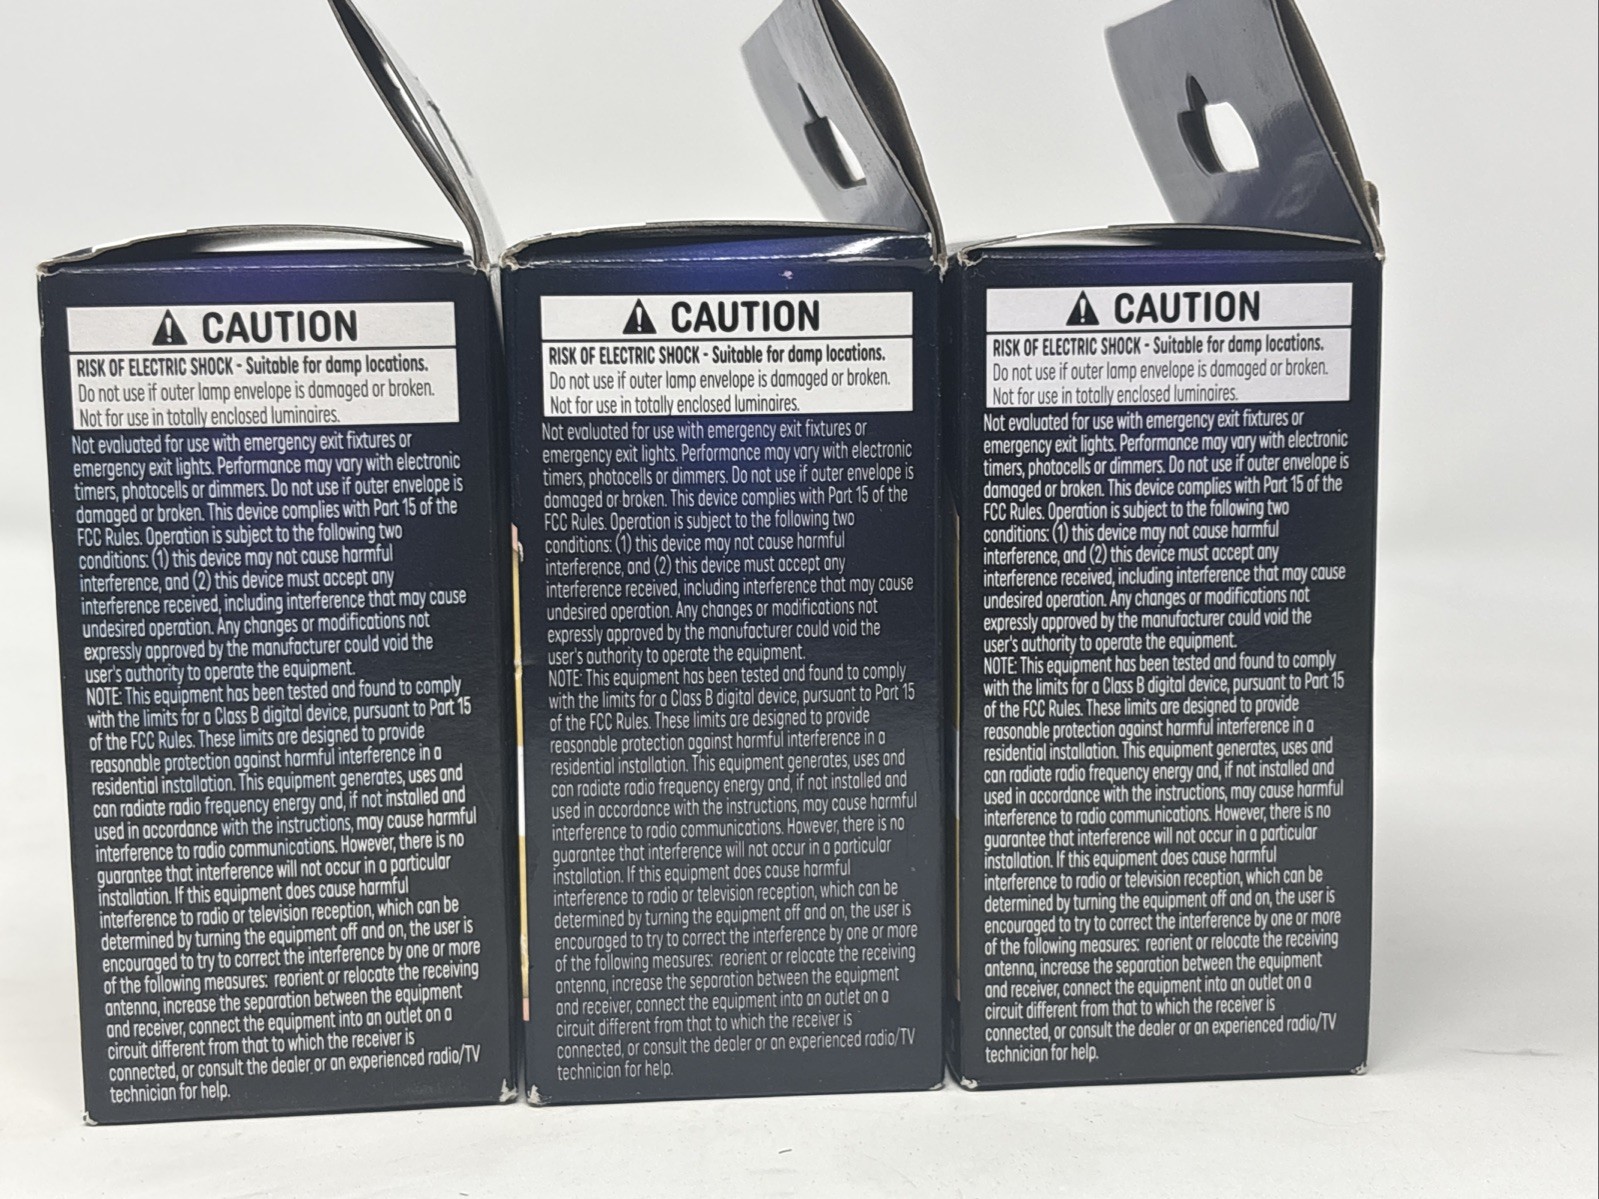 CAUTION
RISK OF ELECTRIC SHOCK - Suitable for damp locations.
Do not use if outer lamp envelope is damaged or broken.
Not for use in totally enclosed luminaires.
Not evaluated for use with emergency exit fixtures or
emergency exit lights. Performance may vary with electronic
timers, photocells or dimmers. Do not use if outer envelope is
damaged or broken. This device complies with Part 15 of the
FCC Rules. Operation is subject to the following two
conditions: (1) this device may not cause harmful
interference, and (2) this device must accept any
interference received, including interference that may cause
undesired operation. Any changes or modifications not
expressly approved by the manufacturer could void the
user's authority to operate the equipment.
NOTE: This equipment has been tested and found to comply
with the limits for a Class B digital device, pursuant to Part 15
of the FCC Rules. These limits are designed to provide
reasonable protection against harmful interference in a
residential installation. This equipment generates, uses and
can radiate radio frequency energy and, if not installed and
used in accordance with the instructions, may cause harmful
interference to radio communications. However, there is no
guarantee that interference will not occur in a particular
installation. If this equipment does cause harmful
interference to radio or television reception, which can be
determined by turning the equipment off and on, the user is
encouraged to try to correct the interference by one or more
of the following measures: reorient or relocate the receiving
antenna, increase the separation between the equipment
and receiver, connect the equipment into an outlet on a
circuit different from that to which the receiver is
connected, or consult the dealer or an experienced radio/TV
technician for help.
CAUTION
RISK OF ELECTRIC SHOCK - Suitable for damp locations.
Do not use if outer lamp envelope is damaged or broken.
Not for use in totally enclosed luminaires.
Not evaluated for use with emergency exit fixtures or
emergency exit lights. Performance may vary with electronic
timers, photocells or dimmers. Do not use if outer envelope is
damaged or broken. This device complies with Part 15 of the
FCC Rules. Operation is subject to the following two
conditions: (1) this device may not cause harmful
interference, and (2) this device must accept any
interference received, including interference that may cause
undesired operation. Any changes or modifications not
expressly approved by the manufacturer could void the
user's authority to operate the equipment.
NOTE: This equipment has been tested and found to comply
with the limits for a Class B digital device, pursuant to Part 15
of the FCC Rules. These limits are designed to provide
reasonable protection against harmful interference in a
residential installation. This equipment generates, uses and
can radiate radio frequency energy and, if not installed and
used in accordance with the instructions, may cause harmful
interference to radio communications. However, there is no
guarantee that interference will not occur in a particular
installation. If this equipment does cause harmful
interference to radio or television reception, which can be
determined by turning the equipment off and on, the user is
encouraged to try to correct the interference by one or more
of the following measures: reorient or relocate the receiving
antenna, increase the separation between the equipment
and receiver, connect the equipment into an outlet on a
circuit different from that to which the receiver is
connected, or consult the dealer or an experienced radio/TV
technician for help.
CAUTION
RISK OF ELECTRIC SHOCK - Suitable for damp locations.
Do not use if outer lamp envelope is damaged or broken.
Not for use in totally enclosed luminaires.
Not evaluated for use with emergency exit fixtures or
emergency exit lights. Performance may vary with electronic
timers, photocells or dimmers. Do not use if outer envelope is
damaged or broken. This device complies with Part 15 of the
FCC Rules. Operation is subject to the following two
conditions: (1) this device may not cause harmful
interference, and (2) this device must accept any
interference received, including interference that may cause
undesired operation. Any changes or modifications not
expressly approved by the manufacturer could void the
user's authority to operate the equipment.
NOTE: This equipment has been tested and found to comply
with the limits for a Class B digital device, pursuant to Part 15
of the FCC Rules. These limits are designed to provide
reasonable protection against harmful interference in a
residential installation. This equipment generates, uses and
can radiate radio frequency energy and, if not installed and
used in accordance with the instructions, may cause harmful
interference to radio communications. However, there is no
guarantee that interference will not occur in a particular
installation. If this equipment does cause harmful
interference to radio or television reception, which can be
determined by turning the equipment off and on, the user is
encouraged to try to correct the interference by one or more
of the following measures: reorient or relocate the receiving
antenna, increase the separation between the equipment
and receiver, connect the equipment into an outlet on a
circuit different from that to which the receiver is
connected, or consult the dealer or an experienced radio/TV
technician for help.